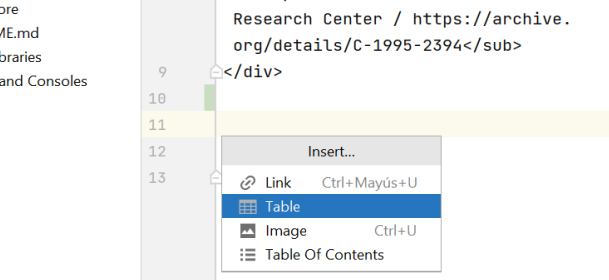 ore
ME.md
braries
and Consoles
Research Center / https://archive.
org/details/C-1995-2394</sub>
9 </div>
10
11
12
13
Insert...
Link Ctrl+Mayús+U
Table
Image Ctrl+U
Table Of Contents